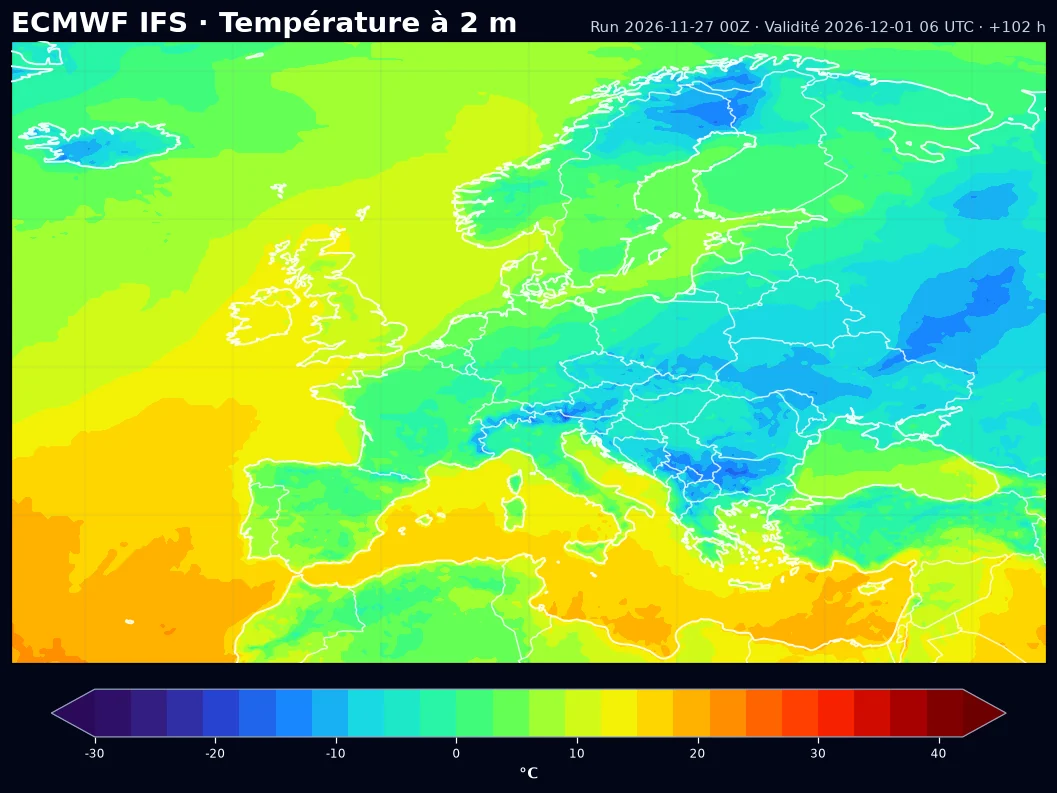 ECMWF IFS · Température à 2 m
Run 2026-11-27 00Z · Validité 2026-12-01 06 UTC · +102 h
-30 -20 -10 0 10 20 30 40
°C